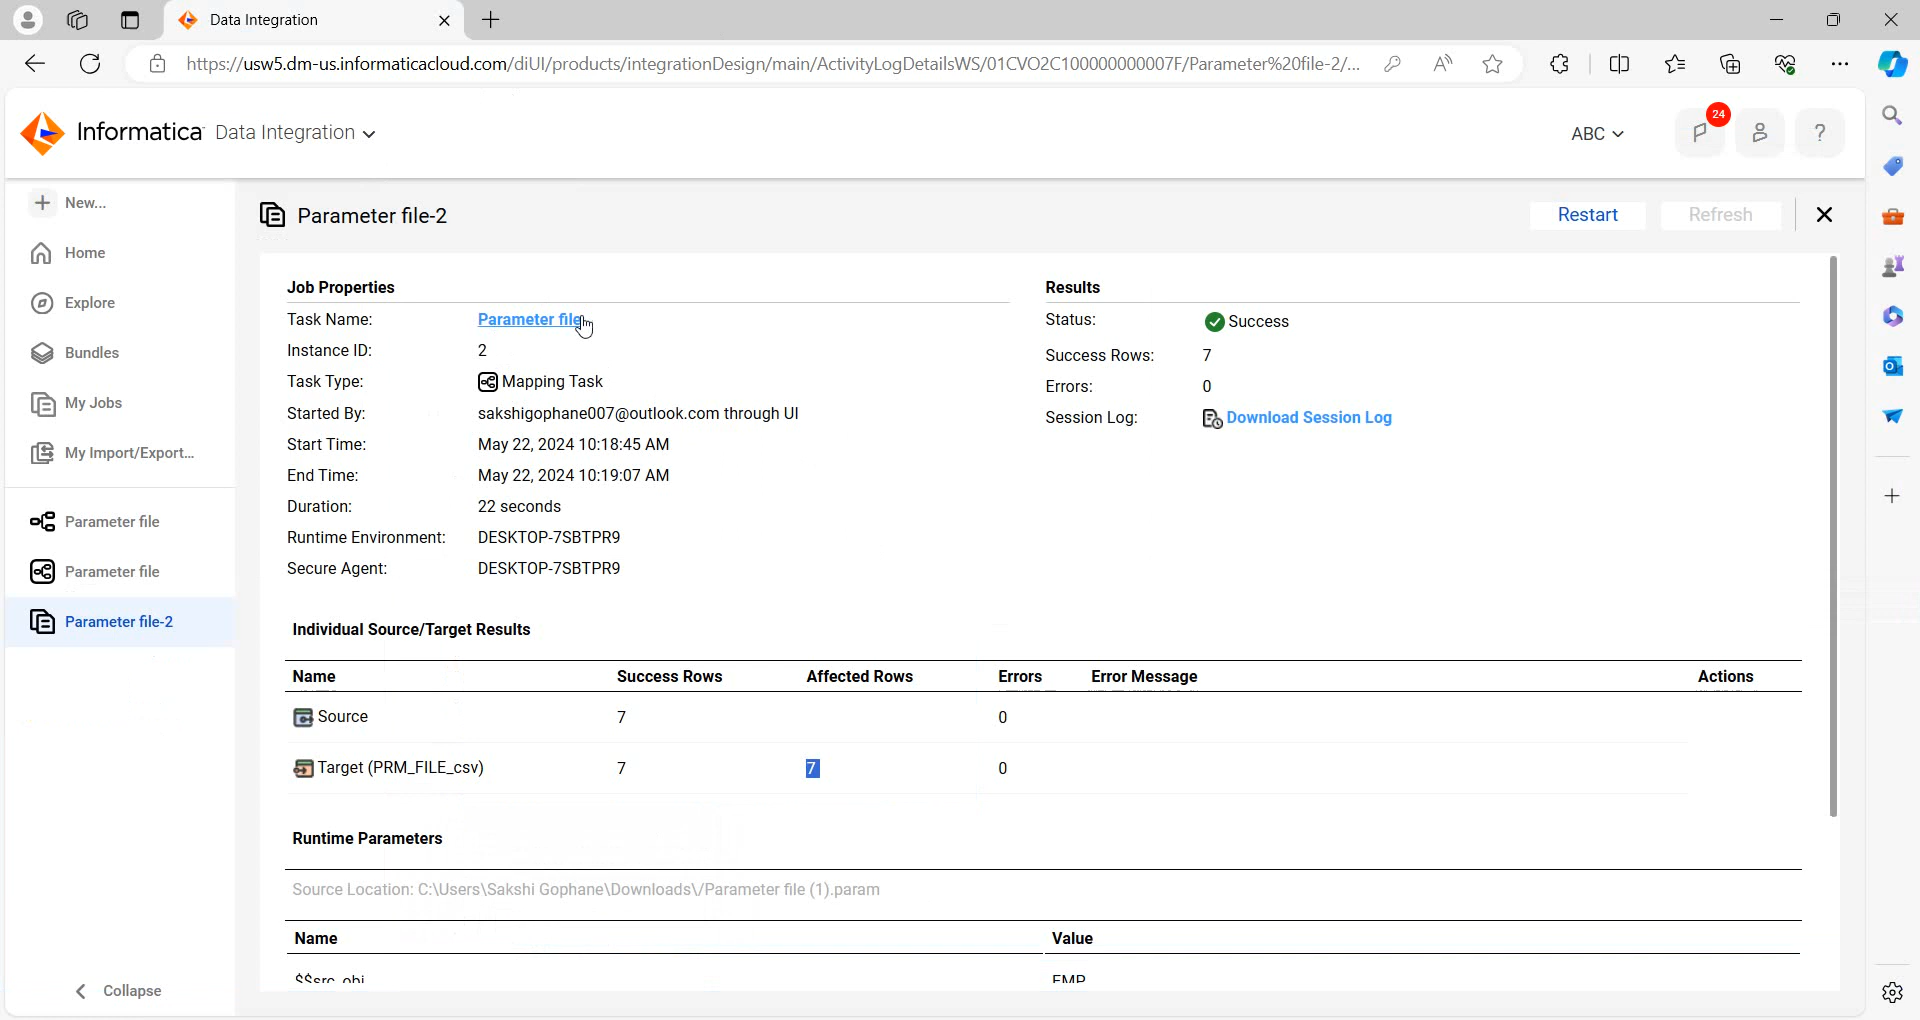 Data Integration
https://usw5.dm-us.informaticacloud.com/diUI/products/integrationDesign/main/ActivityLogDetailsWS/01CVO2C100000000007F/Parameter%20file-2/...
Informatica Data Integration
ABC
24
?
New...
Home
Explore
Bundles
My Jobs
My Import/Export...
Parameter file
Parameter file
Parameter file-2
Collapse
Parameter file-2
Restart
Refresh
Job Properties
Task Name: Parameter file
Instance ID: 2
Task Type: Mapping Task
Started By: sakshigophane007@outlook.com through UI
Start Time: May 22, 2024 10:18:45 AM
End Time: May 22, 2024 10:19:07 AM
Duration: 22 seconds
Runtime Environment: DESKTOP-7SBTPR9
Secure Agent: DESKTOP-7SBTPR9
Results
Status: Success
Success Rows: 7
Errors: 0
Session Log: Download Session Log
Individual Source/Target Results
Name Success Rows Affected Rows Errors Error Message Actions
Source 7 0
Target (PRM_FILE_csv) 7 7 0
Runtime Parameters
Source Location: C:\Users\Sakshi Gophane\Downloads\/Parameter file (1).param
Name Value
$$src_obj EMP